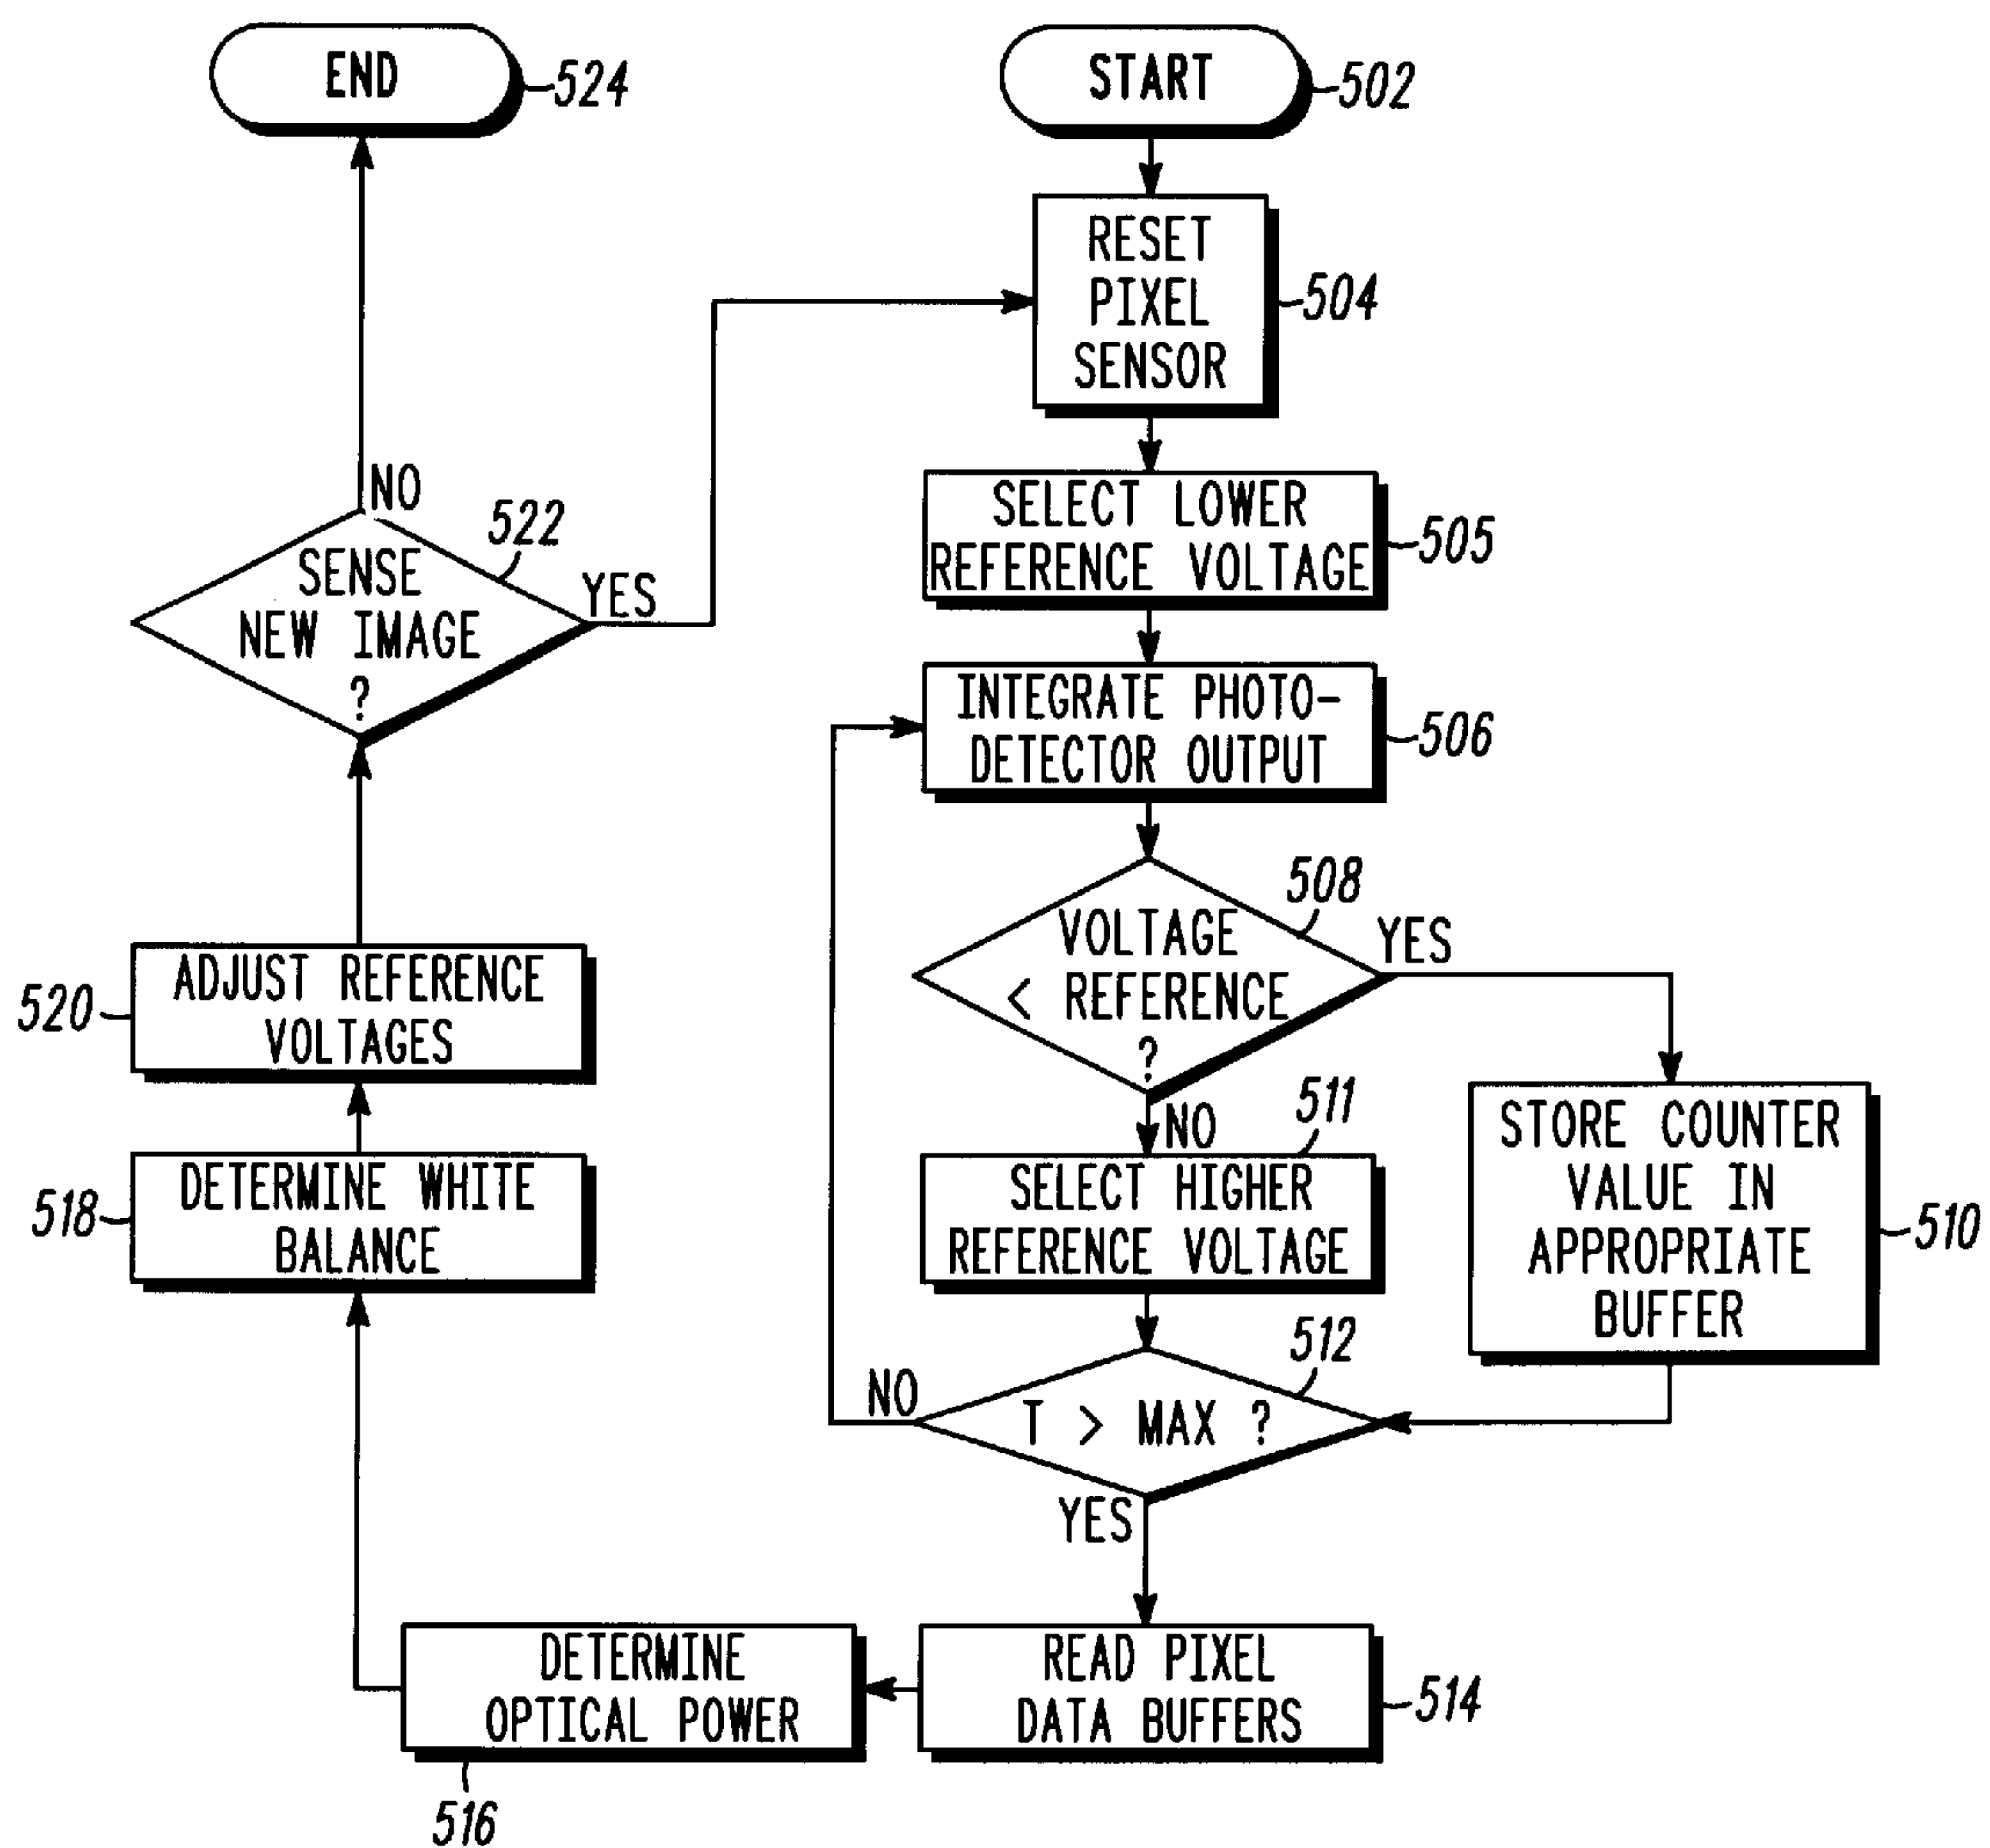 START
502
RESET
PIXEL
SENSOR
504
SELECT LOWER
REFERENCE VOLTAGE
505
INTEGRATE PHOTO-
DETECTOR OUTPUT
506
VOLTAGE
< REFERENCE
?
508
YES
NO
STORE COUNTER
VALUE IN
APPROPRIATE
BUFFER
510
SELECT HIGHER
REFERENCE VOLTAGE
511
T > MAX ?
512
NO
YES
READ PIXEL
DATA BUFFERS
514
DETERMINE
OPTICAL POWER
516
DETERMINE WHITE
BALANCE
518
ADJUST REFERENCE
VOLTAGES
520
SENSE
NEW IMAGE
?
522
YES
NO
END
524